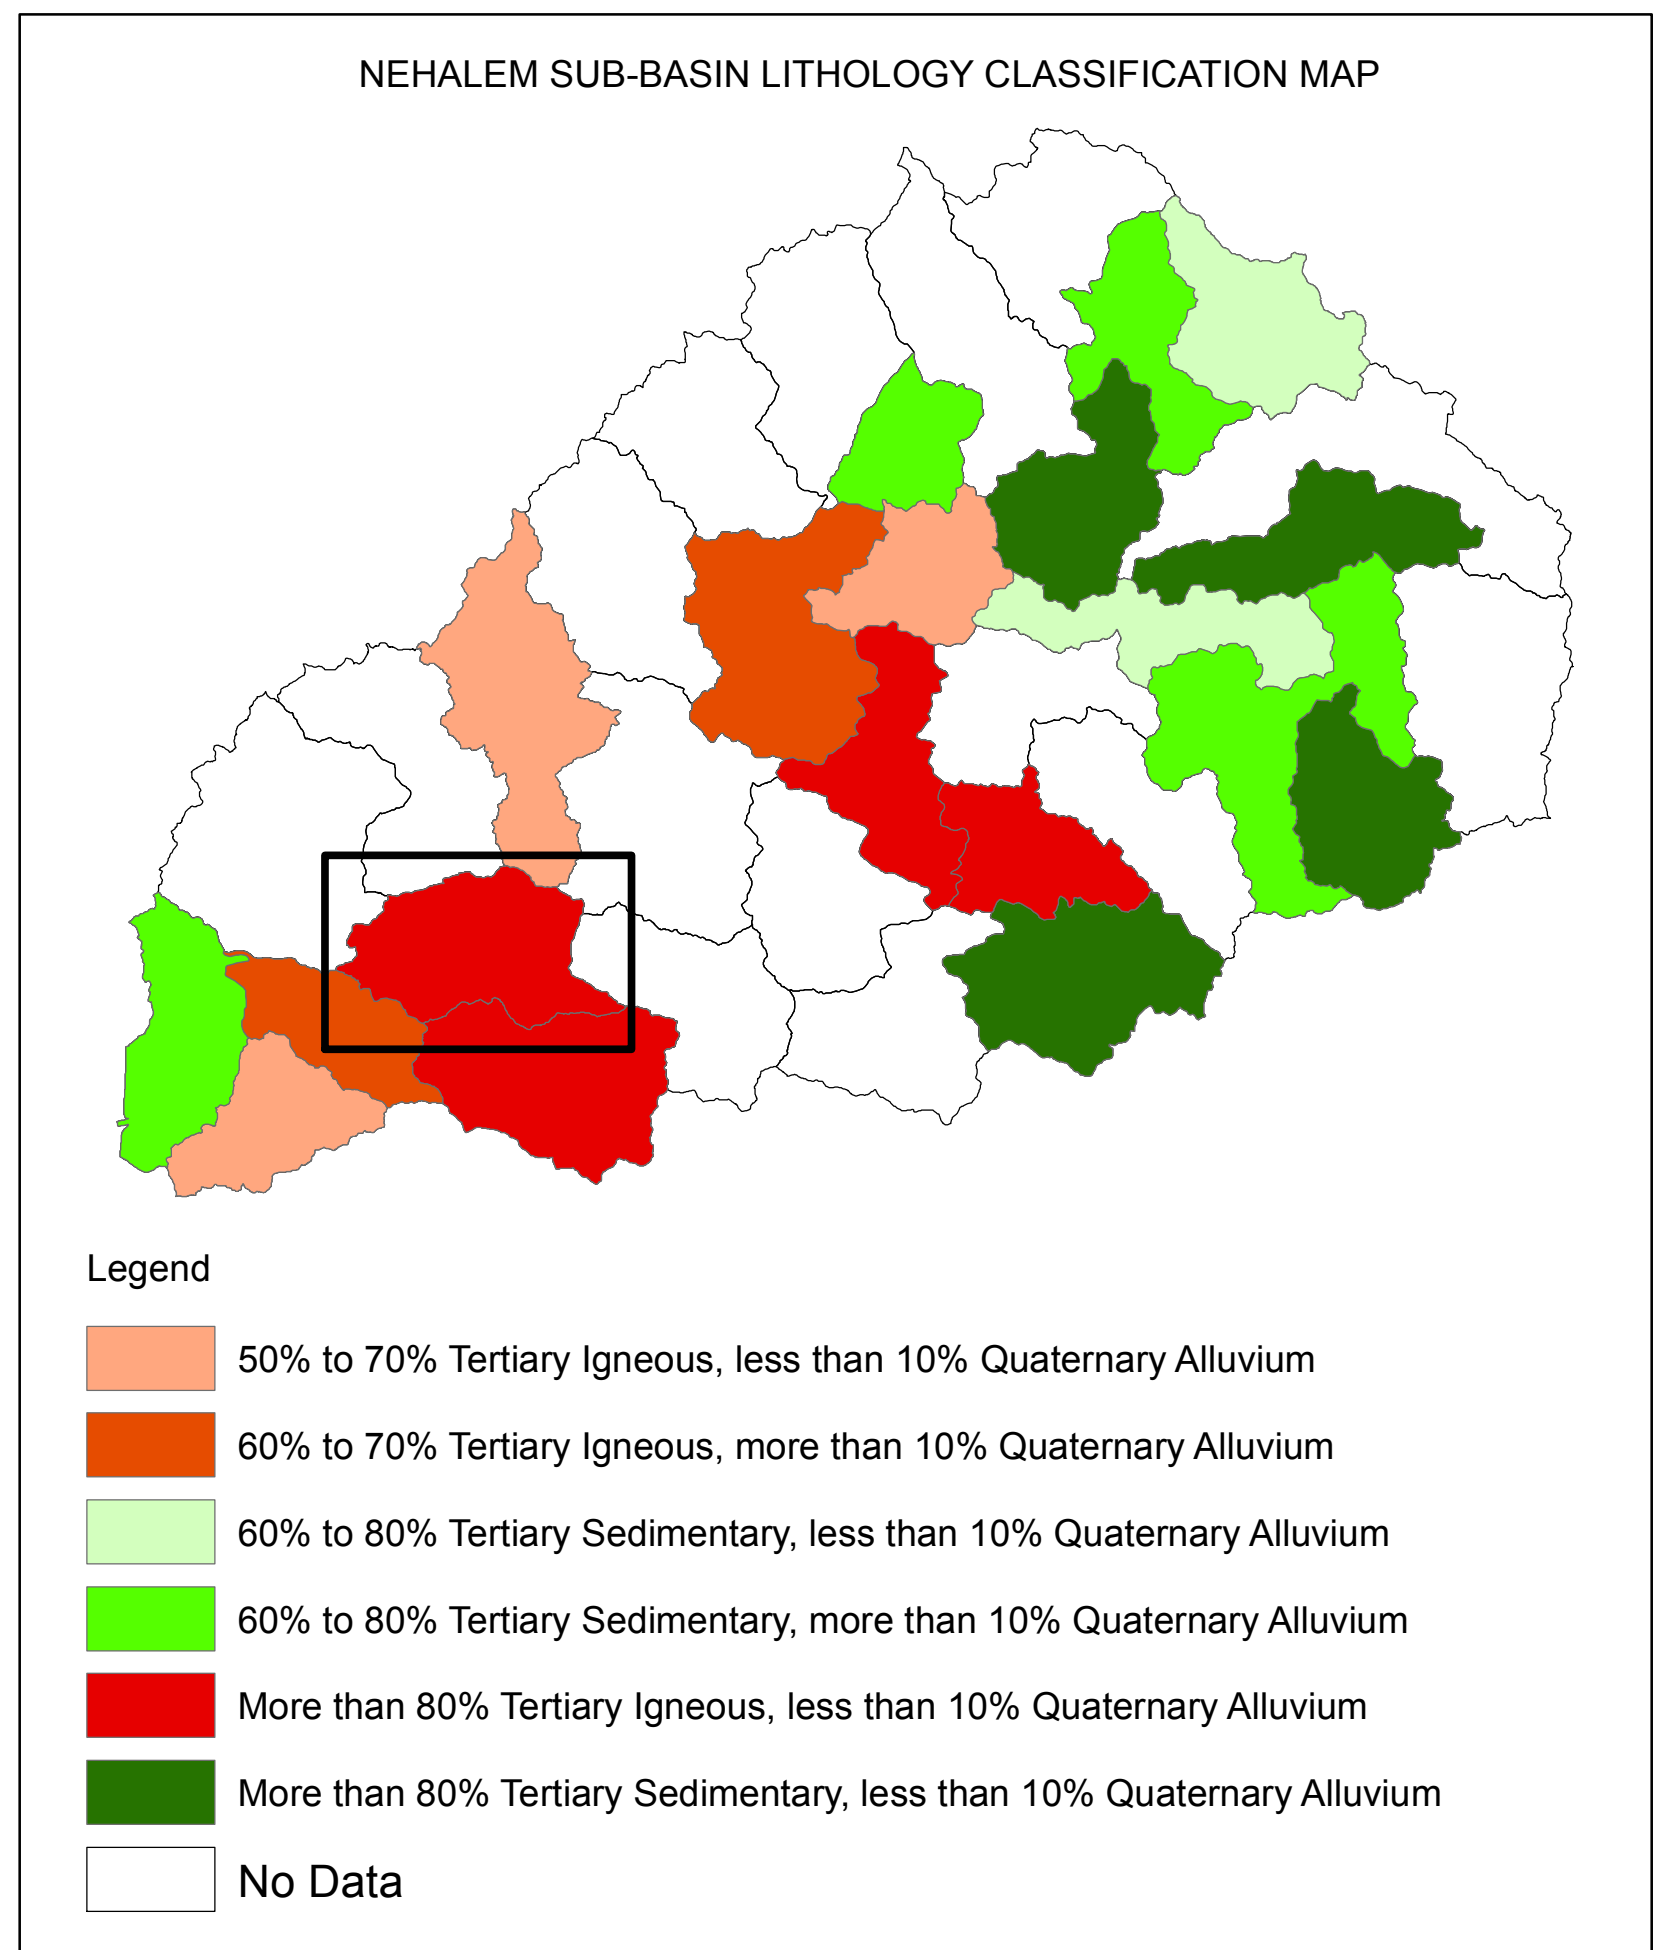 NEHALEM SUB-BASIN LITHOLOGY CLASSIFICATION MAP
Legend
50% to 70% Tertiary Igneous, less than 10% Quaternary Alluvium
60% to 70% Tertiary Igneous, more than 10% Quaternary Alluvium
60% to 80% Tertiary Sedimentary, less than 10% Quaternary Alluvium
60% to 80% Tertiary Sedimentary, more than 10% Quaternary Alluvium
More than 80% Tertiary Igneous, less than 10% Quaternary Alluvium
More than 80% Tertiary Sedimentary, less than 10% Quaternary Alluvium
No Data